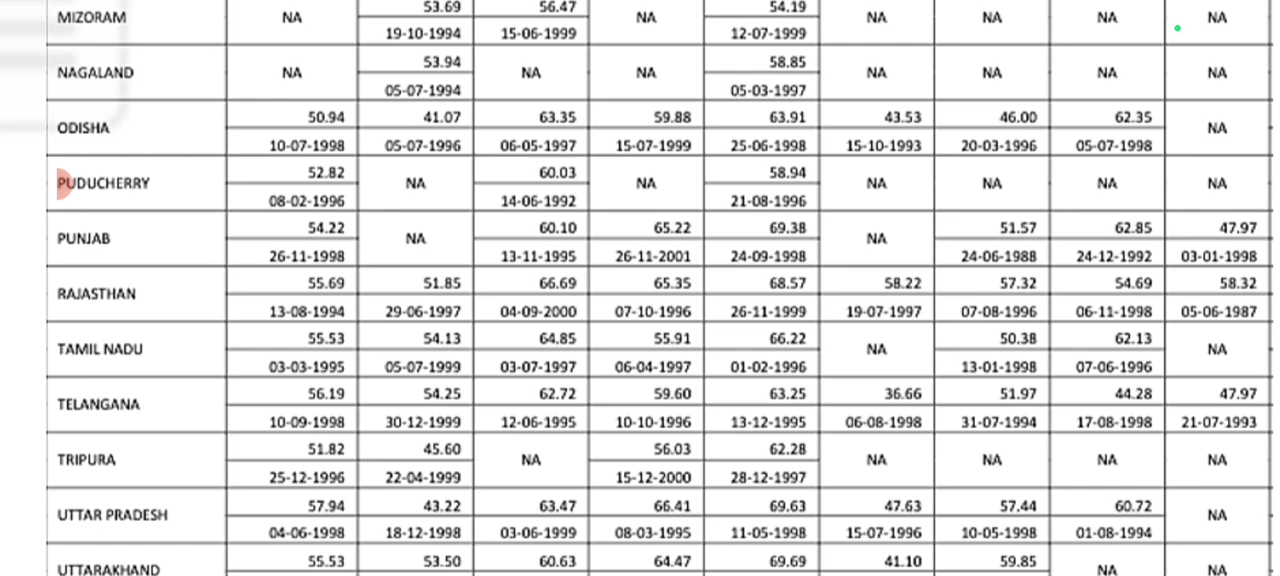 MIZORAM NA 53.69 56.47 NA 54.19 NA NA NA NA
19-10-1994 15-06-1999 12-07-1999
NAGALAND NA 53.94 NA NA 58.85 NA NA NA NA
05-07-1994 05-03-1997
ODISHA 50.94 41.07 63.35 59.88 63.91 43.53 46.00 62.35 NA
10-07-1998 05-07-1996 06-05-1997 15-07-1999 25-06-1998 15-10-1993 20-03-1996 05-07-1998
PUDUCHERRY 52.82 NA 60.03 NA 58.94 NA NA NA NA
08-02-1996 14-06-1992 21-08-1996
PUNJAB 54.22 NA 60.10 65.22 69.38 NA 51.57 62.85 47.97
26-11-1998 13-11-1995 26-11-2001 24-09-1998 24-06-1988 24-12-1992 03-01-1998
RAJASTHAN 55.69 51.85 66.69 65.35 68.57 58.22 57.32 54.69 58.32
13-08-1994 29-06-1997 04-09-2000 07-10-1996 26-11-1999 19-07-1997 07-08-1996 06-11-1998 05-06-1987
TAMIL NADU 55.53 54.13 64.85 55.91 66.22 NA 50.38 62.13 NA
03-03-1995 05-07-1999 03-07-1997 06-04-1997 01-02-1996 13-01-1998 07-06-1996
TELANGANA 56.19 54.25 62.72 59.60 63.25 36.66 51.97 44.28 47.97
10-09-1998 30-12-1999 12-06-1995 10-10-1996 13-12-1995 06-08-1998 31-07-1994 17-08-1998 21-07-1993
TRIPURA 51.82 45.60 NA 56.03 62.28 NA NA NA NA
25-12-1996 22-04-1999 15-12-2000 28-12-1997
UTTAR PRADESH 57.94 43.22 63.47 66.41 69.63 47.63 57.44 60.72 NA
04-06-1998 18-12-1998 03-06-1999 08-03-1995 11-05-1998 15-07-1996 10-05-1998 01-08-1994
UTTARAKHAND 55.53 53.50 60.63 64.47 69.69 41.10 59.85 NA NA